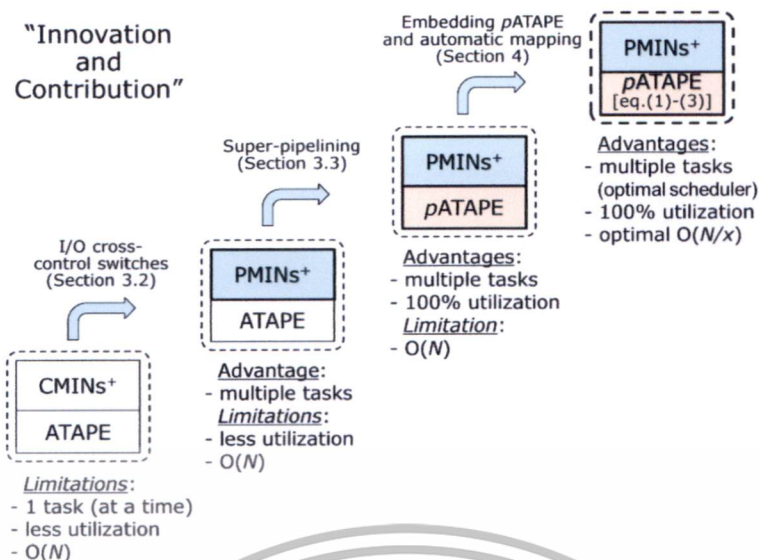 “Innovation
and
Contribution”
I/O cross-
control switches
(Section 3.2)
CMINs+
ATAPE
Limitations:
- 1 task (at a time)
- less utilization
- O(N)
Super-pipelining
(Section 3.3)
PMINs+
ATAPE
Advantage:
- multiple tasks
Limitations:
- less utilization
- O(N)
Embedding pATAPE
and automatic mapping
(Section 4)
PMINs+
pATAPE
Advantages:
- multiple tasks
- 100% utilization
Limitation:
- O(N)
PMINs+
pATAPE
[eq.(1)-(3)]
Advantages:
- multiple tasks
(optimal scheduler)
- 100% utilization
- optimal O(N/x)